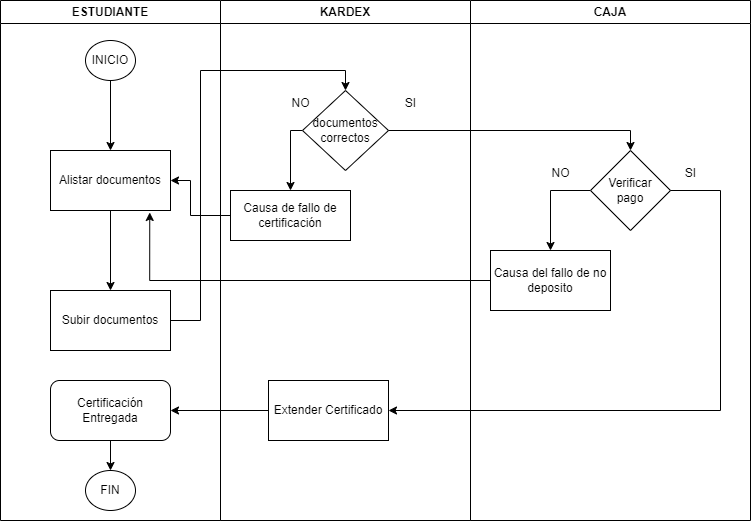 ESTUDIANTE
KARDEX
CAJA
INICIO
NO
SI
documentos
correctos
Alistar documentos
NO
SI
Verificar
pago
Causa de fallo de
certificación
Causa del fallo de no
deposito
Subir documentos
Certificación
Entregada
Extender Certificado
FIN